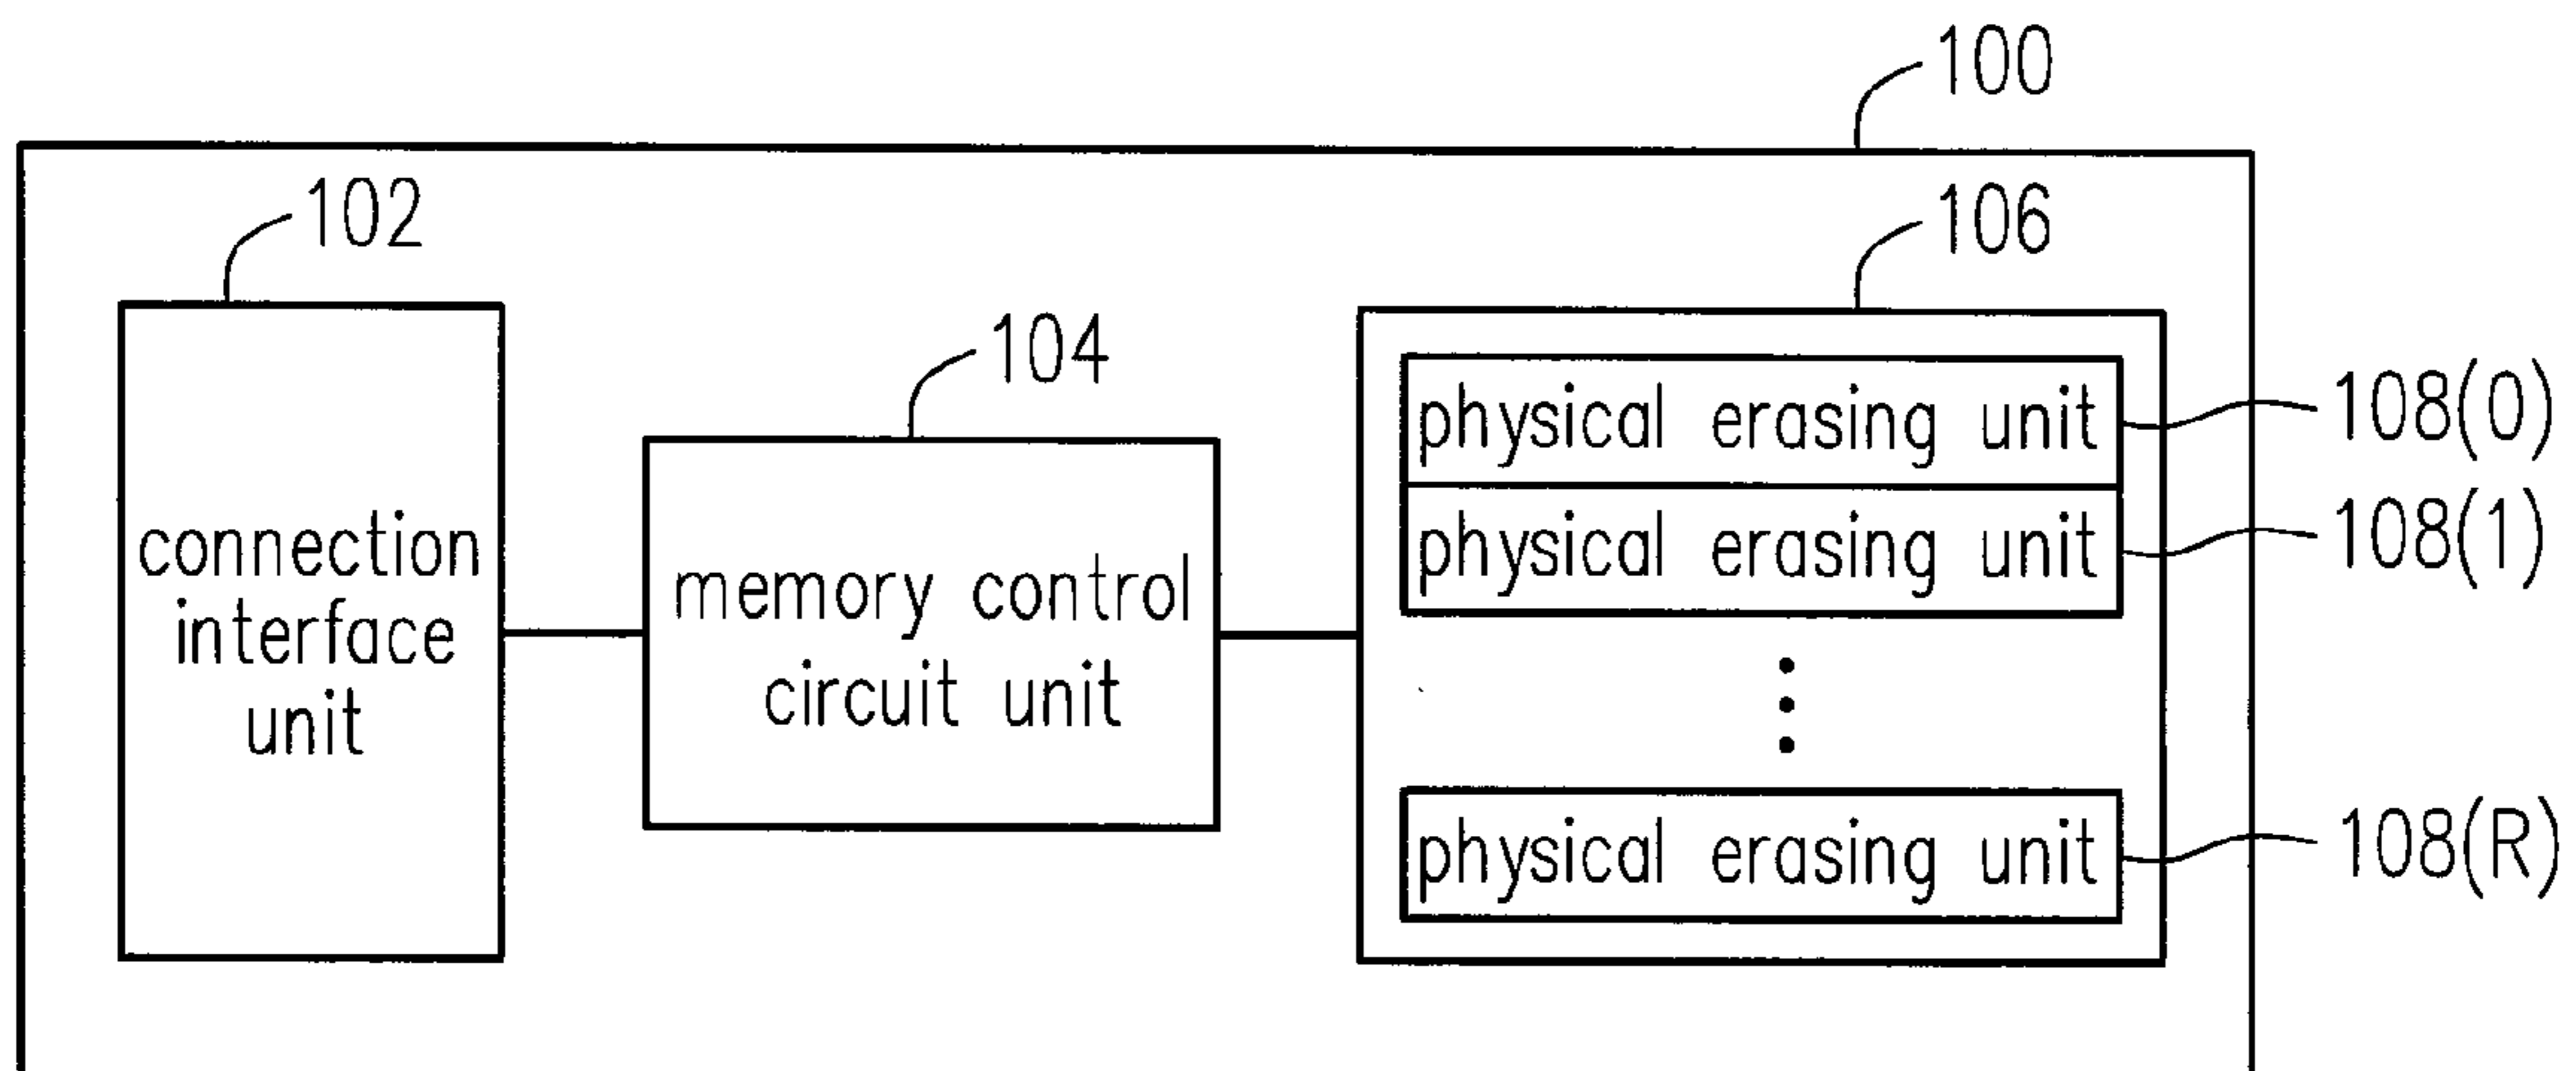 100
102
106
104
connection
interface
unit
memory control
circuit unit
physical erasing unit
108(0)
physical erasing unit
108(1)
physical erasing unit
108(R)